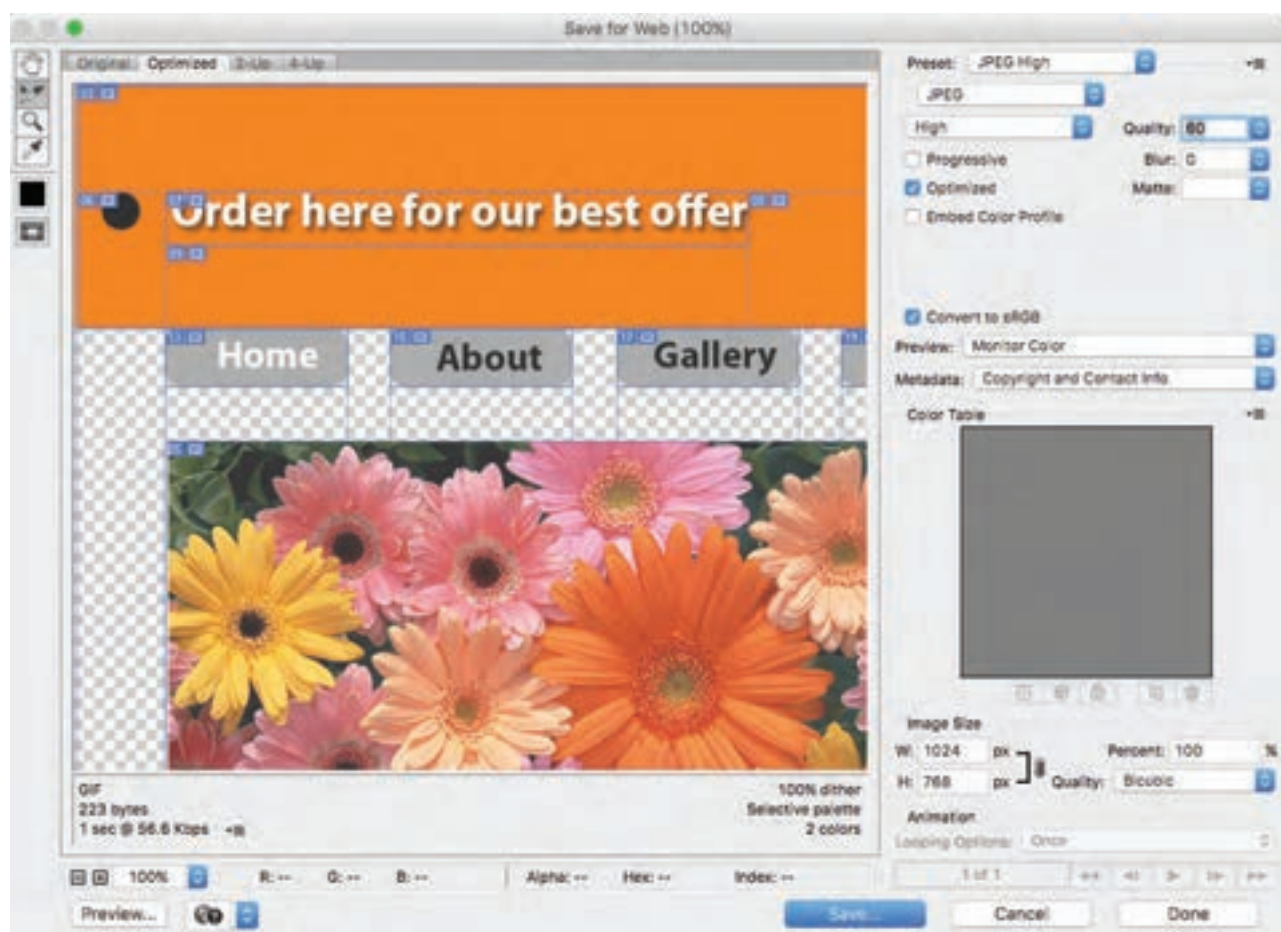 Save for Web (100%)
Original Optimized 2-Up 4-Up
Preset: JPEG High
JPEG
High Quality: 60
Progressive Blur: 0
Optimized Matte:
Embed Color Profile
Order here for our best offer
Convert to sRGB
Home About Gallery
Preview: Monitor Color
Metadata: Copyright and Contact Info
Color Table
Image Size
W: 1024 px Percent: 100 %
H: 768 px Quality: Bicubic
GIF 100% dither
223 bytes Selective palette
1 sec @ 56.6 Kbps 2 colors
Animation
Looping Options: Once
100% R: -- G: -- B: -- Alpha: -- Hex: -- Index: --
1 of 1
Preview... Save... Cancel Done